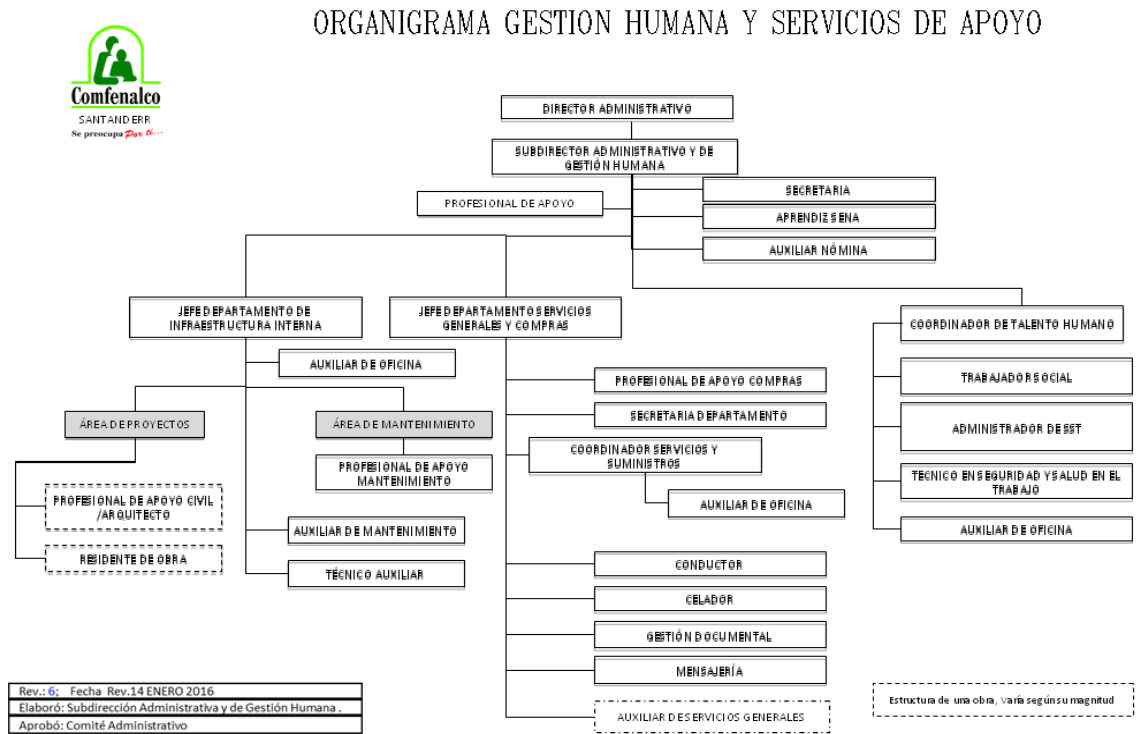 ORGANIGRAMA GESTION HUMANA Y SERVICIOS DE APOYO
Comfenalco
SANTANDERR
Se preocupa Por ti...
DIRECTOR ADMINISTRATIVO
SUBDIRECTOR ADMINISTRATIVO Y DE
GESTIÓN HUMANA
PROFESIONAL DE APOYO
SECRETARIA
APRENDIZ SENA
AUXILIAR NÓMINA
JEFE DEPARTAMENTO DE
INFRAESTRUCTURA INTERNA
JEFE DEPARTAMENTO SERVICIOS
GENERALES Y COMPRAS
COORDINADOR DE TALENTO HUMANO
AUXILIAR DE OFICINA
ÁREA DE PROYECTOS
ÁREA DE MANTENIMIENTO
PROFESIONAL DE APOYO
MANTENIMIENTO
PROFESIONAL DE APOYO CIVIL
/ARQUITECTO
RESIDENTE DE OBRA
AUXILIAR DE MANTENIMIENTO
TÉCNICO AUXILIAR
PROFESIONAL DE APOYO COMPRAS
SECRETARIA DEPARTAMENTO
COORDINADOR SERVICIOS Y
SUMINISTROS
AUXILIAR DE OFICINA
CONDUCTOR
CELADOR
GESTIÓN DOCUMENTAL
MENSAJERÍA
AUXILIAR DE SERVICIOS GENERALES
TRABAJADOR SOCIAL
ADMINISTRADOR DE SST
TECNICO EN SEGURIDAD Y SALUD EN EL
TRABAJO
AUXILIAR DE OFICINA
Rev.: 6; Fecha Rev.14 ENERO 2016
Elaboró: Subdirección Administrativa y de Gestión Humana .
Aprobó: Comité Administrativo
Estructura de una obra, Varía según su magnitud